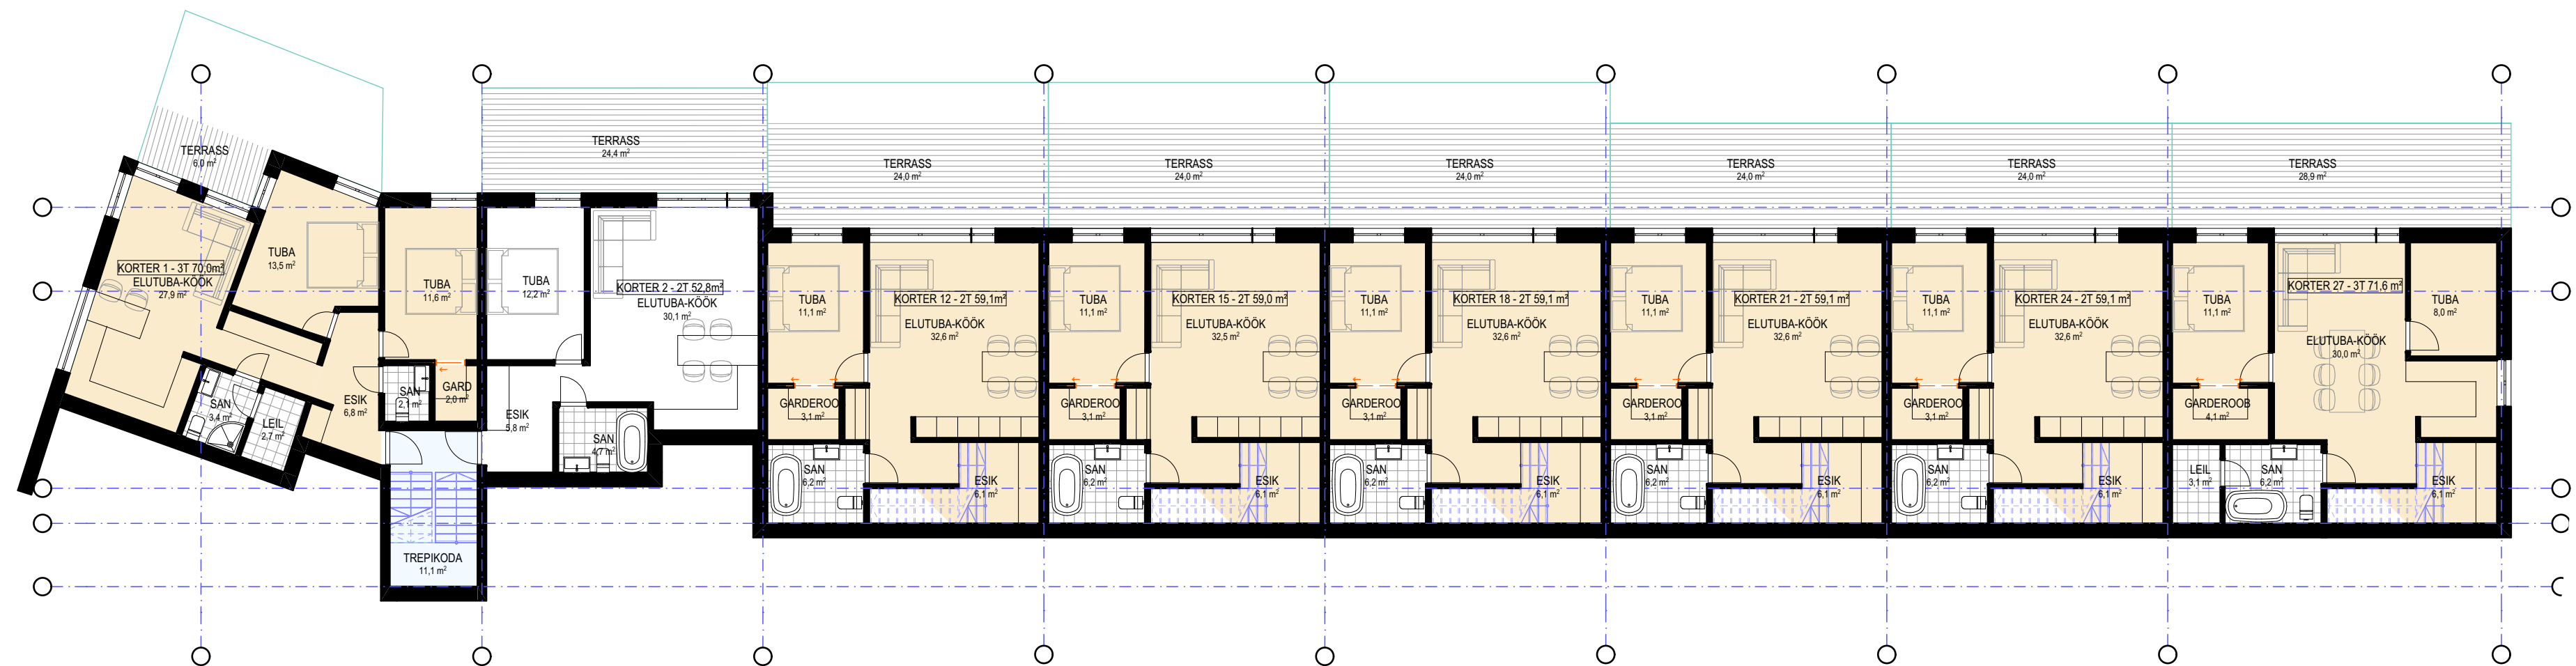 TERRASS
6,0 m²
KORTER 1 - 3T 70,0m²
ELUTUBA-KÖÖK
27,9 m²
TUBA
13,5 m²
TUBA
11,6 m²
SAN
3,4 m²
LEIL
2,7 m²
ESIK
6,8 m²
SAN
2,1 m²
GARD
2,0 m²
TREPIKODA
11,1 m²
TERRASS
24,4 m²
TUBA
12,2 m²
KORTER 2 - 2T 52,8m²
ELUTUBA-KÖÖK
30,1 m²
ESIK
5,8 m²
SAN
4,7 m²
TERRASS
24,0 m²
TUBA
11,1 m²
KORTER 12 - 2T 59,1m²
ELUTUBA-KÖÖK
32,6 m²
GARDEROO
3,1 m²
SAN
6,2 m²
ESIK
6,1 m²
TERRASS
24,0 m²
TUBA
11,1 m²
KORTER 15 - 2T 59,0 m²
ELUTUBA-KÖÖK
32,5 m²
GARDEROO
3,1 m²
SAN
6,2 m²
ESIK
6,1 m²
TERRASS
24,0 m²
TUBA
11,1 m²
KORTER 18 - 2T 59,1 m²
ELUTUBA-KÖÖK
32,6 m²
GARDEROO
3,1 m²
SAN
6,2 m²
ESIK
6,1 m²
TERRASS
24,0 m²
TUBA
11,1 m²
KORTER 21 - 2T 59,1 m²
ELUTUBA-KÖÖK
32,6 m²
GARDEROO
3,1 m²
SAN
6,2 m²
ESIK
6,1 m²
TERRASS
24,0 m²
TUBA
11,1 m²
KORTER 24 - 2T 59,1 m²
ELUTUBA-KÖÖK
32,6 m²
GARDEROO
3,1 m²
SAN
6,2 m²
ESIK
6,1 m²
TERRASS
28,9 m²
TUBA
11,1 m²
KORTER 27 - 3T 71,6 m²
ELUTUBA-KÖÖK
30,0 m²
TUBA
8,0 m²
GARDEROOB
4,1 m²
LEIL
3,1 m²
SAN
6,2 m²
ESIK
6,1 m²